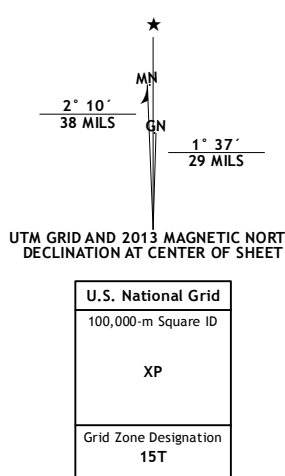 ★
MN
2° 10´
38 MILS
GN
1° 37´
29 MILS
UTM GRID AND 2013 MAGNETIC NORT
DECLINATION AT CENTER OF SHEET
U.S. National Grid
100,000-m Square ID
XP
Grid Zone Designation
15T